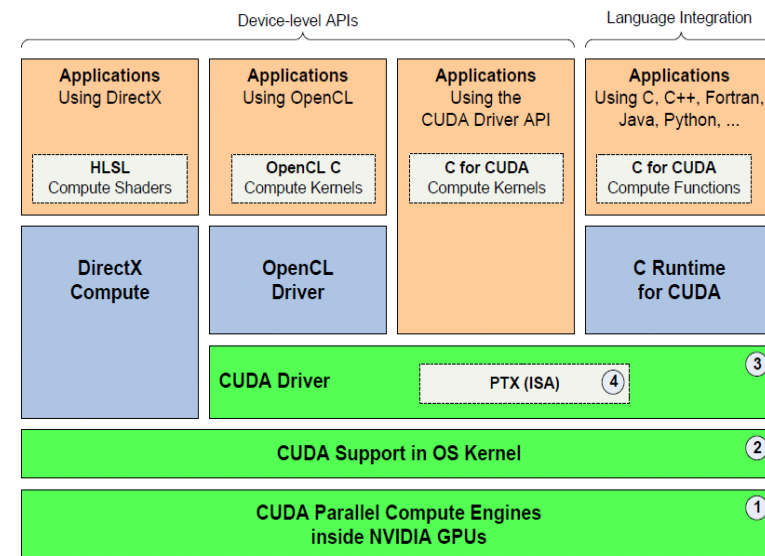 Device-level APIs
Language Integration
Applications
Using DirectX
HLSL
Compute Shaders
Applications
Using OpenCL
OpenCL C
Compute Kernels
Applications
Using the
CUDA Driver API
C for CUDA
Compute Kernels
Applications
Using C, C++, Fortran,
Java, Python, ...
C for CUDA
Compute Functions
DirectX
Compute
OpenCL
Driver
C Runtime
for CUDA
CUDA Driver
PTX (ISA)
4
3
CUDA Support in OS Kernel
2
CUDA Parallel Compute Engines
inside NVIDIA GPUs
1